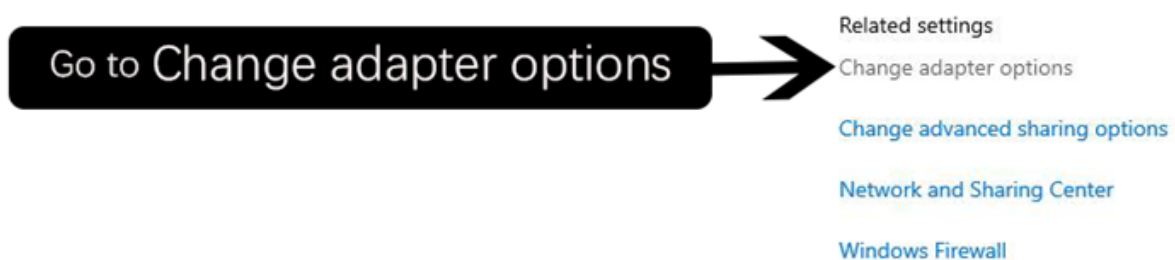 Go to Change adapter options
Related settings
Change adapter options
Change advanced sharing options
Network and Sharing Center
Windows Firewall